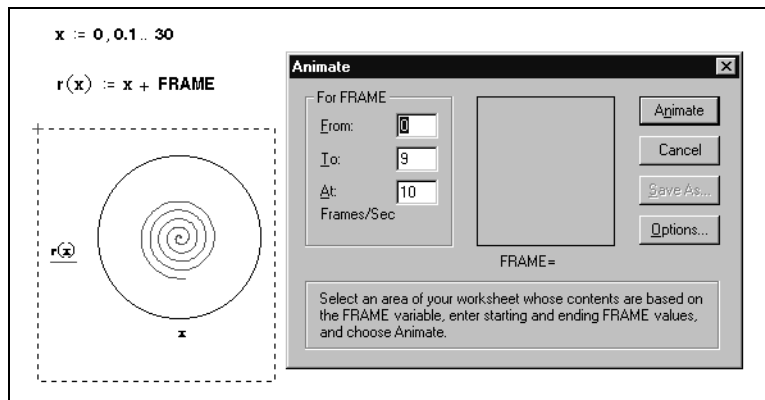 x := 0, 0.1 .. 30
r(x) := x + FRAME
r(x)
x
Animate
For FRAME
From: 0
To: 9
At: 10
Frames/Sec
FRAME=
Animate
Cancel
Save As...
Options...
Select an area of your worksheet whose contents are based on
the FRAME variable, enter starting and ending FRAME values,
and choose Animate.